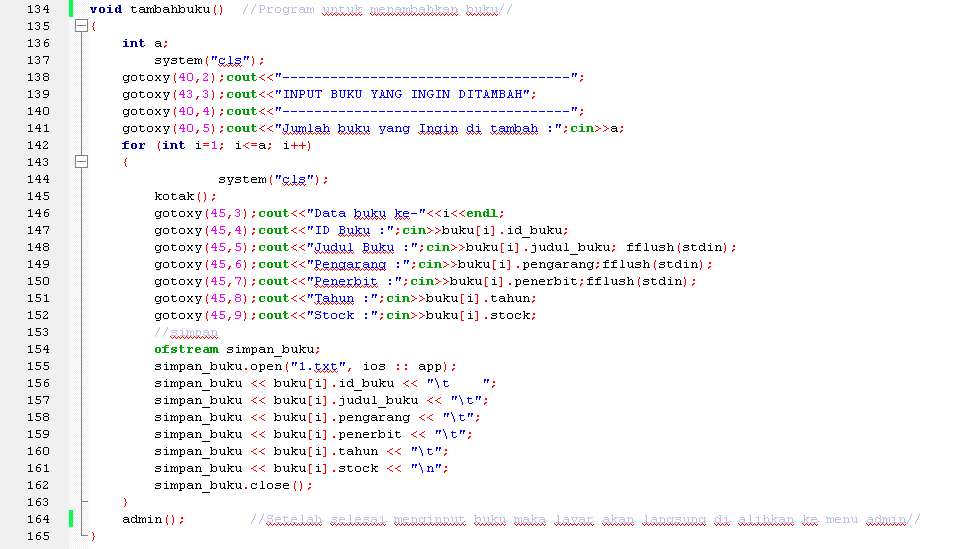 134 void tambahbuku()  //Program untuk menambahkan buku//
135 {
136     int a;
137         system("cls");
138     gotoxy(40,2);cout<<"------------------------------------";
139     gotoxy(43,3);cout<<"INPUT BUKU YANG INGIN DITAMBAH";
140     gotoxy(40,4);cout<<"------------------------------------";
141     gotoxy(40,5);cout<<"Jumlah buku yang Ingin di tambah :";cin>>a;
142     for (int i=1; i<=a; i++)
143     {
144                 system("cls");
145         kotak();
146         gotoxy(45,3);cout<<"Data buku ke-"<<i<<endl;
147         gotoxy(45,4);cout<<"ID Buku :";cin>>buku[i].id_buku;
148         gotoxy(45,5);cout<<"Judul Buku :";cin>>buku[i].judul_buku; fflush(stdin);
149         gotoxy(45,6);cout<<"Pengarang :";cin>>buku[i].pengarang;fflush(stdin);
150         gotoxy(45,7);cout<<"Penerbit :";cin>>buku[i].penerbit;fflush(stdin);
151         gotoxy(45,8);cout<<"Tahun :";cin>>buku[i].tahun;
152         gotoxy(45,9);cout<<"Stock :";cin>>buku[i].stock;
153         //simpan
154         ofstream simpan_buku;
155         simpan_buku.open("1.txt", ios :: app);
156         simpan_buku << buku[i].id_buku << "\t    ";
157         simpan_buku << buku[i].judul_buku << "\t";
158         simpan_buku << buku[i].pengarang << "\t";
159         simpan_buku << buku[i].penerbit << "\t";
160         simpan_buku << buku[i].tahun << "\t";
161         simpan_buku << buku[i].stock << "\n";
162         simpan_buku.close();
163     }
164     admin();        //Setelah selesai menginput buku maka layar akan langsung di alihkan ke menu admin//
165 }